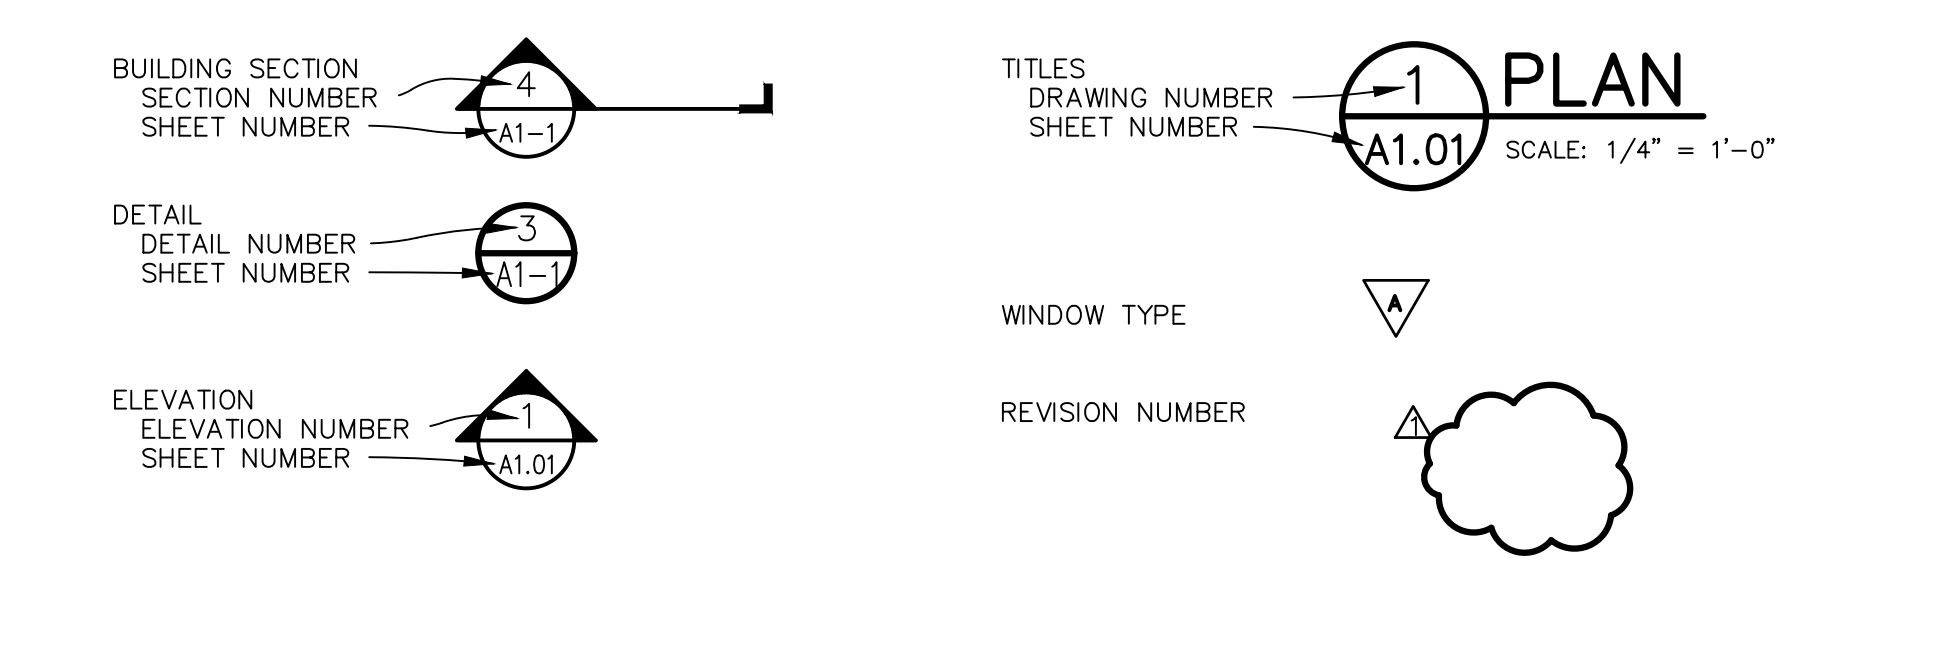 BUILDING SECTION
SECTION NUMBER
SHEET NUMBER
4
A1-1
DETAIL
DETAIL NUMBER
SHEET NUMBER
3
A1-1
ELEVATION
ELEVATION NUMBER
SHEET NUMBER
1
A1.01
TITLES
DRAWING NUMBER
SHEET NUMBER
1
A1.01
PLAN
SCALE: 1/4" = 1'-0"
WINDOW TYPE
A
REVISION NUMBER
1